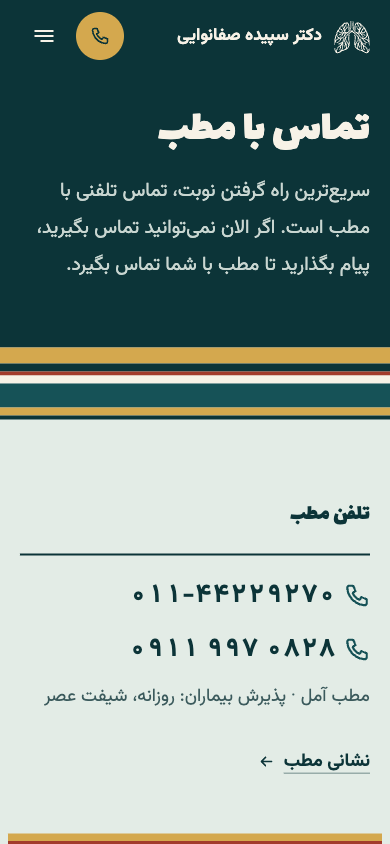 دکتر سپیده صفانوایی
تماس با مطب
سریع‌ترین راه گرفتن نوبت، تماس تلفنی با
مطب است. اگر الان نمی‌توانید تماس بگیرید،
پیام بگذارید تا مطب با شما تماس بگیرد.
تلفن مطب
۰۱۱-۴۴۲۲۹۲۷۰
۰۹۱۱ ۹۹۷ ۰۸۲۸
مطب آمل · پذیرش بیماران: روزانه، شیفت عصر
نشانی مطب ←